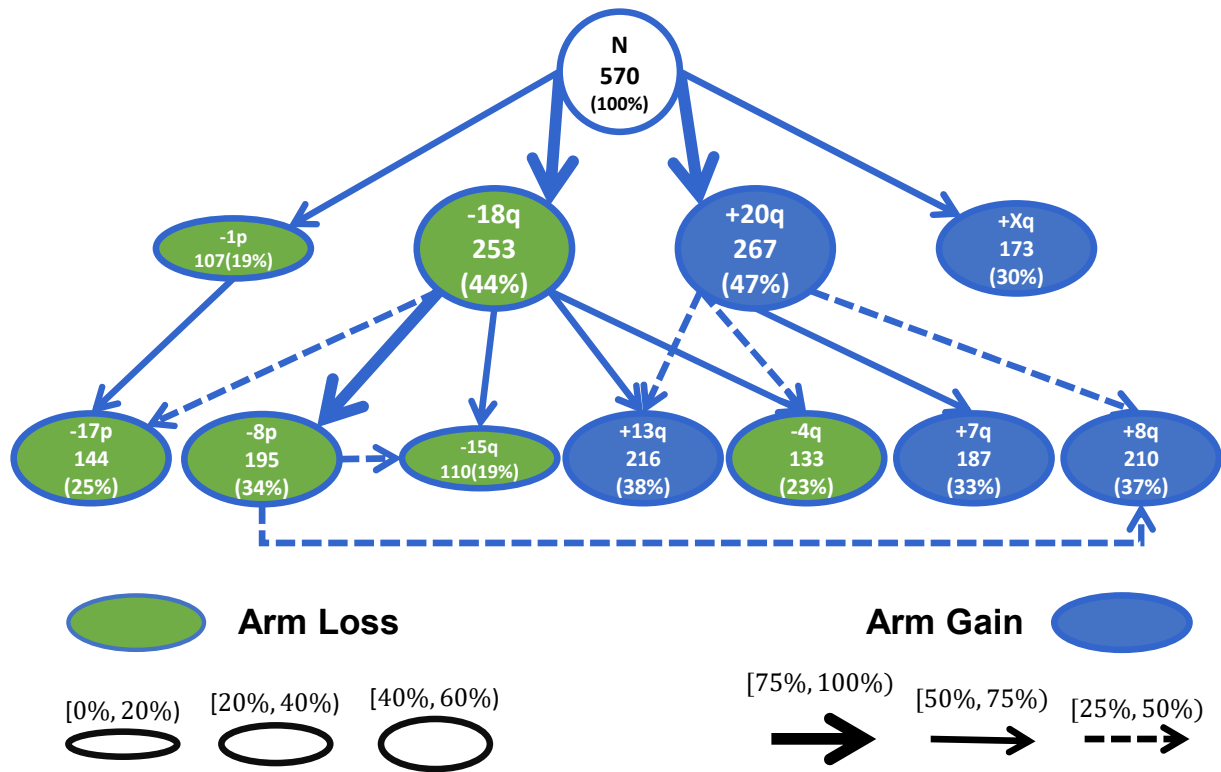 N
570
(100%)
-1p
107(19%)
-18q
253
(44%)
+20q
267
(47%)
+Xq
173
(30%)
-17p
144
(25%)
-8p
195
(34%)
-15q
110(19%)
+13q
216
(38%)
-4q
133
(23%)
+7q
187
(33%)
+8q
210
(37%)
Arm Loss
Arm Gain
[0%, 20%)
[20%, 40%)
[40%, 60%)
[75%, 100%)
[50%, 75%)
[25%, 50%)